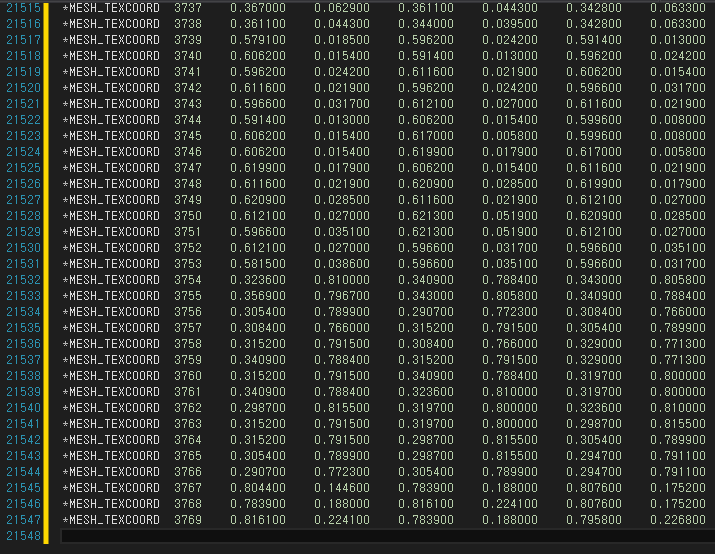 21515 *MESH_TEXCOORD 3737 0.367000 0.062900 0.361100 0.044300 0.342800 0.063300
21516 *MESH_TEXCOORD 3738 0.361100 0.044300 0.344000 0.039500 0.342800 0.063300
21517 *MESH_TEXCOORD 3739 0.579100 0.018500 0.596200 0.024200 0.591400 0.013000
21518 *MESH_TEXCOORD 3740 0.606200 0.015400 0.591400 0.013000 0.596200 0.024200
21519 *MESH_TEXCOORD 3741 0.596200 0.024200 0.611600 0.021900 0.606200 0.015400
21520 *MESH_TEXCOORD 3742 0.611600 0.021900 0.596200 0.024200 0.596600 0.031700
21521 *MESH_TEXCOORD 3743 0.596600 0.031700 0.612100 0.027000 0.611600 0.021900
21522 *MESH_TEXCOORD 3744 0.591400 0.013000 0.606200 0.015400 0.599600 0.008000
21523 *MESH_TEXCOORD 3745 0.606200 0.015400 0.617000 0.005800 0.599600 0.008000
21524 *MESH_TEXCOORD 3746 0.606200 0.015400 0.619900 0.017900 0.617000 0.005800
21525 *MESH_TEXCOORD 3747 0.619900 0.017900 0.606200 0.015400 0.611600 0.021900
21526 *MESH_TEXCOORD 3748 0.611600 0.021900 0.620900 0.028500 0.619900 0.017900
21527 *MESH_TEXCOORD 3749 0.620900 0.028500 0.611600 0.021900 0.612100 0.027000
21528 *MESH_TEXCOORD 3750 0.612100 0.027000 0.621300 0.051900 0.620900 0.028500
21529 *MESH_TEXCOORD 3751 0.596600 0.035100 0.621300 0.051900 0.612100 0.027000
21530 *MESH_TEXCOORD 3752 0.612100 0.027000 0.596600 0.031700 0.596600 0.035100
21531 *MESH_TEXCOORD 3753 0.581500 0.038600 0.596600 0.035100 0.596600 0.031700
21532 *MESH_TEXCOORD 3754 0.323600 0.810000 0.340900 0.788400 0.343000 0.805800
21533 *MESH_TEXCOORD 3755 0.356900 0.796700 0.343000 0.805800 0.340900 0.788400
21534 *MESH_TEXCOORD 3756 0.305400 0.789900 0.290700 0.772300 0.308400 0.766000
21535 *MESH_TEXCOORD 3757 0.308400 0.766000 0.315200 0.791500 0.305400 0.789900
21536 *MESH_TEXCOORD 3758 0.315200 0.791500 0.308400 0.766000 0.329000 0.771300
21537 *MESH_TEXCOORD 3759 0.340900 0.788400 0.315200 0.791500 0.329000 0.771300
21538 *MESH_TEXCOORD 3760 0.315200 0.791500 0.340900 0.788400 0.319700 0.800000
21539 *MESH_TEXCOORD 3761 0.340900 0.788400 0.323600 0.810000 0.319700 0.800000
21540 *MESH_TEXCOORD 3762 0.298700 0.815500 0.319700 0.800000 0.323600 0.810000
21541 *MESH_TEXCOORD 3763 0.315200 0.791500 0.319700 0.800000 0.298700 0.815500
21542 *MESH_TEXCOORD 3764 0.315200 0.791500 0.298700 0.815500 0.305400 0.789900
21543 *MESH_TEXCOORD 3765 0.305400 0.789900 0.298700 0.815500 0.294700 0.791100
21544 *MESH_TEXCOORD 3766 0.290700 0.772300 0.305400 0.789900 0.294700 0.791100
21545 *MESH_TEXCOORD 3767 0.804400 0.144600 0.783900 0.188000 0.807600 0.175200
21546 *MESH_TEXCOORD 3768 0.783900 0.188000 0.816100 0.224100 0.807600 0.175200
21547 *MESH_TEXCOORD 3769 0.816100 0.224100 0.783900 0.188000 0.795800 0.226800
21548